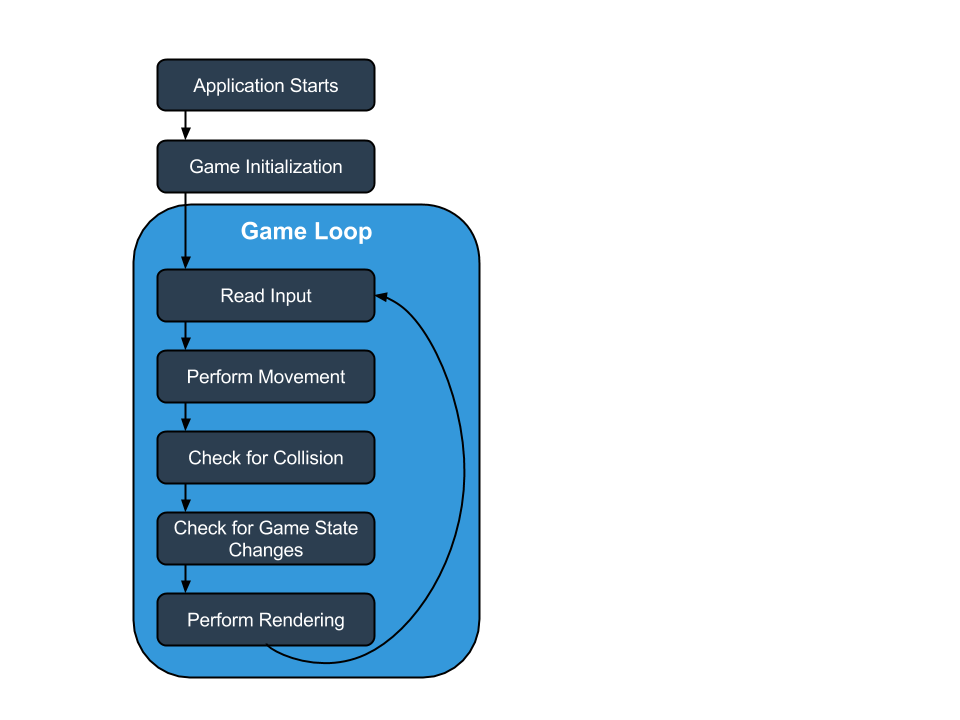 Application Starts
Game Initialization
Game Loop
Read Input
Perform Movement
Check for Collision
Check for Game State
Changes
Perform Rendering